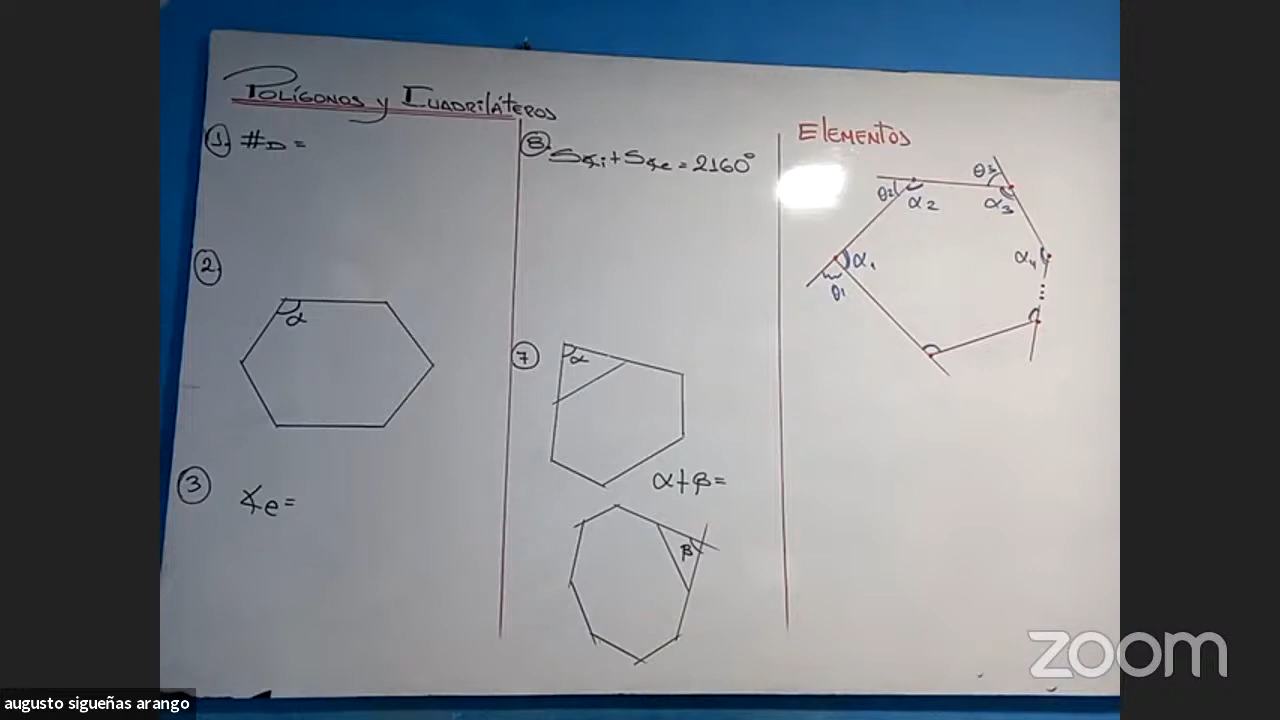 Polígonos y Cuadriláteros
1. #D =
2
α
3 ∡e =
8 S∡i + S∡e = 2160°
7
α
α+β=
β
Elementos
θ3
θ2
α2
α3
α1
α4
θ1
...
zoom
augusto sigueñas arango